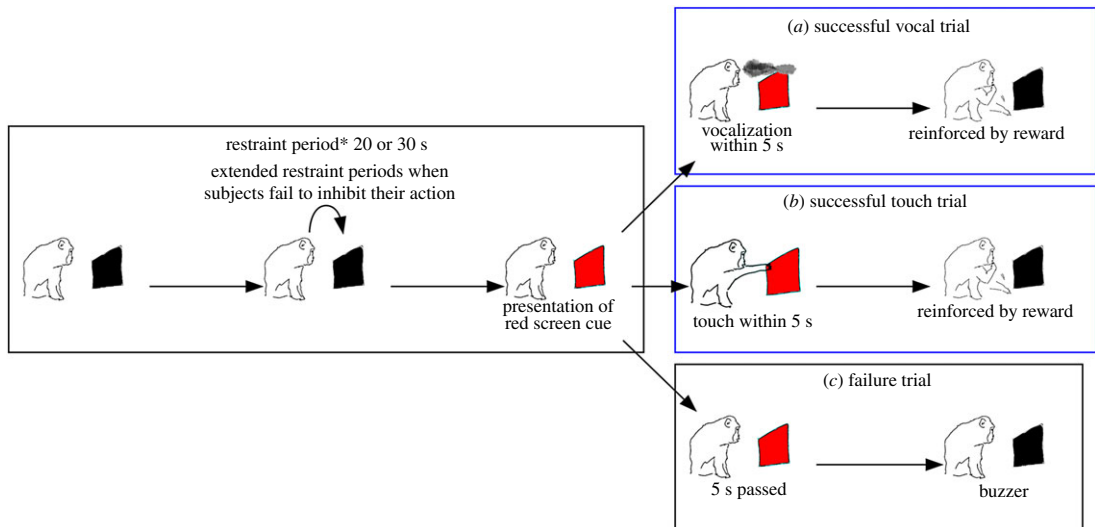 restraint period* 20 or 30 s
extended restraint periods when
subjects fail to inhibit their action
presentation of
red screen cue
(a) successful vocal trial
vocalization
within 5 s
reinforced by reward
(b) successful touch trial
touch within 5 s
reinforced by reward
(c) failure trial
5 s passed
buzzer